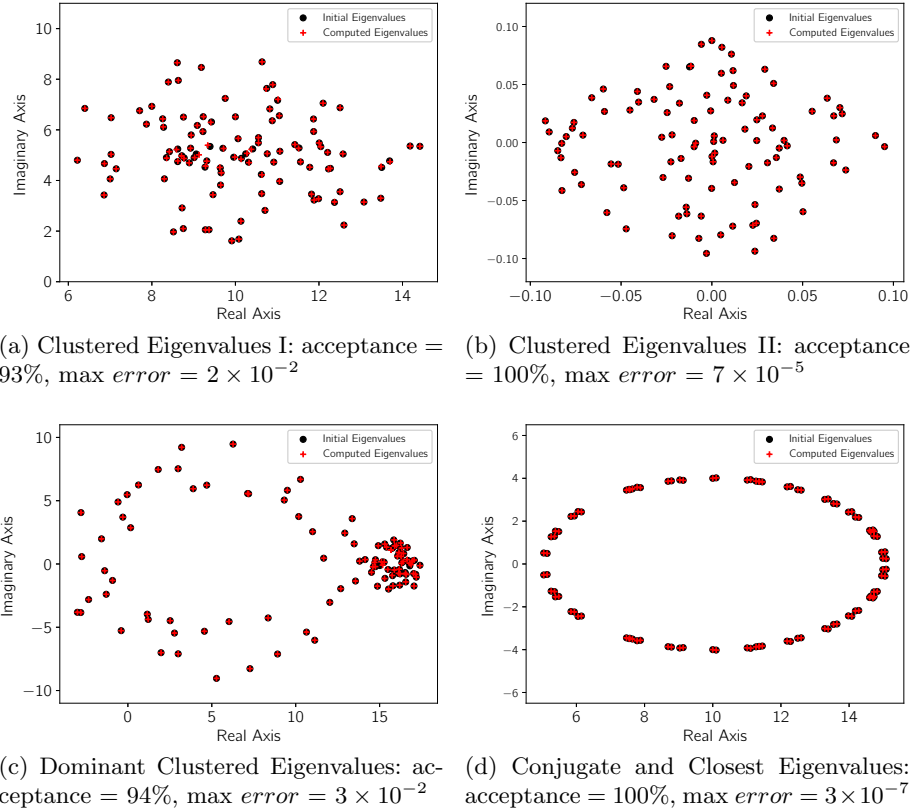 Initial Eigenvalues
Computed Eigenvalues
10
8
6
4
2
0
Imaginary Axis
6 8 10 12 14
Real Axis
Initial Eigenvalues
Computed Eigenvalues
0.10
0.05
0.00
−0.05
−0.10
Imaginary Axis
−0.10 −0.05 0.00 0.05 0.10
Real Axis
(a) Clustered Eigenvalues I: acceptance =
93%, max error = 2 × 10⁻²
(b) Clustered Eigenvalues II: acceptance
= 100%, max error = 7 × 10⁻⁵
Initial Eigenvalues
Computed Eigenvalues
10
5
0
−5
−10
Imaginary Axis
0 5 10 15
Real Axis
Initial Eigenvalues
Computed Eigenvalues
6
4
2
0
−2
−4
−6
Imaginary Axis
6 8 10 12 14
Real Axis
(c) Dominant Clustered Eigenvalues: ac-
ceptance = 94%, max error = 3 × 10⁻²
(d) Conjugate and Closest Eigenvalues:
acceptance = 100%, max error = 3×10⁻⁷